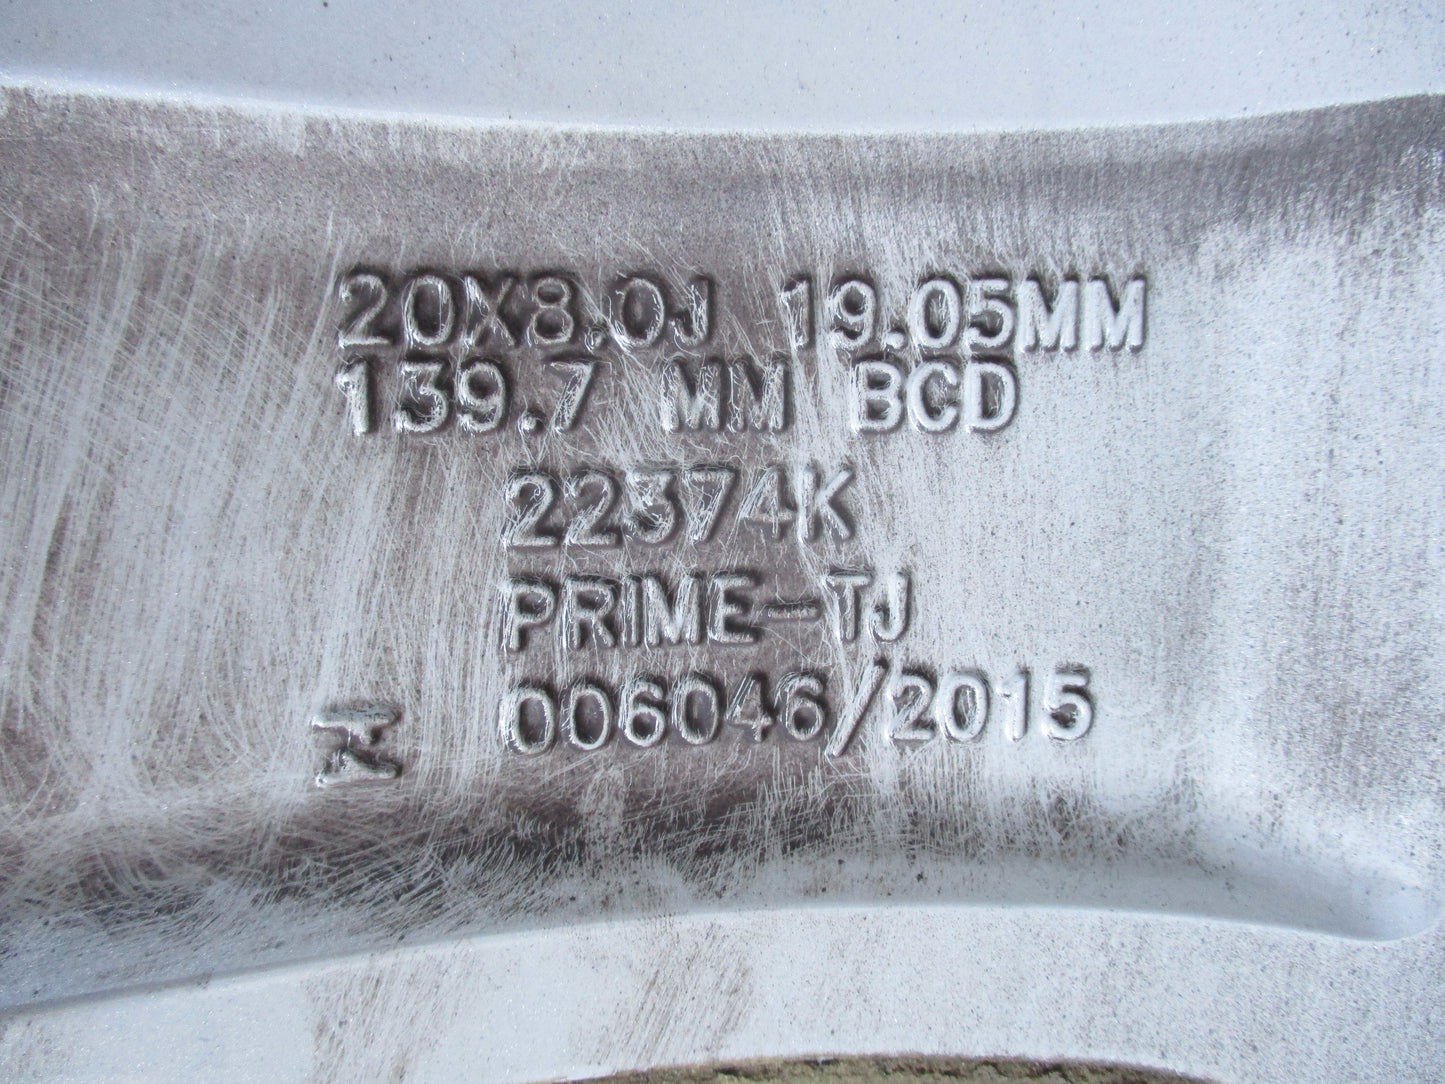 20X8.0J 19.05MM
139.7 MM BCD
22374K
PRIME-TJ
006046/2015
H